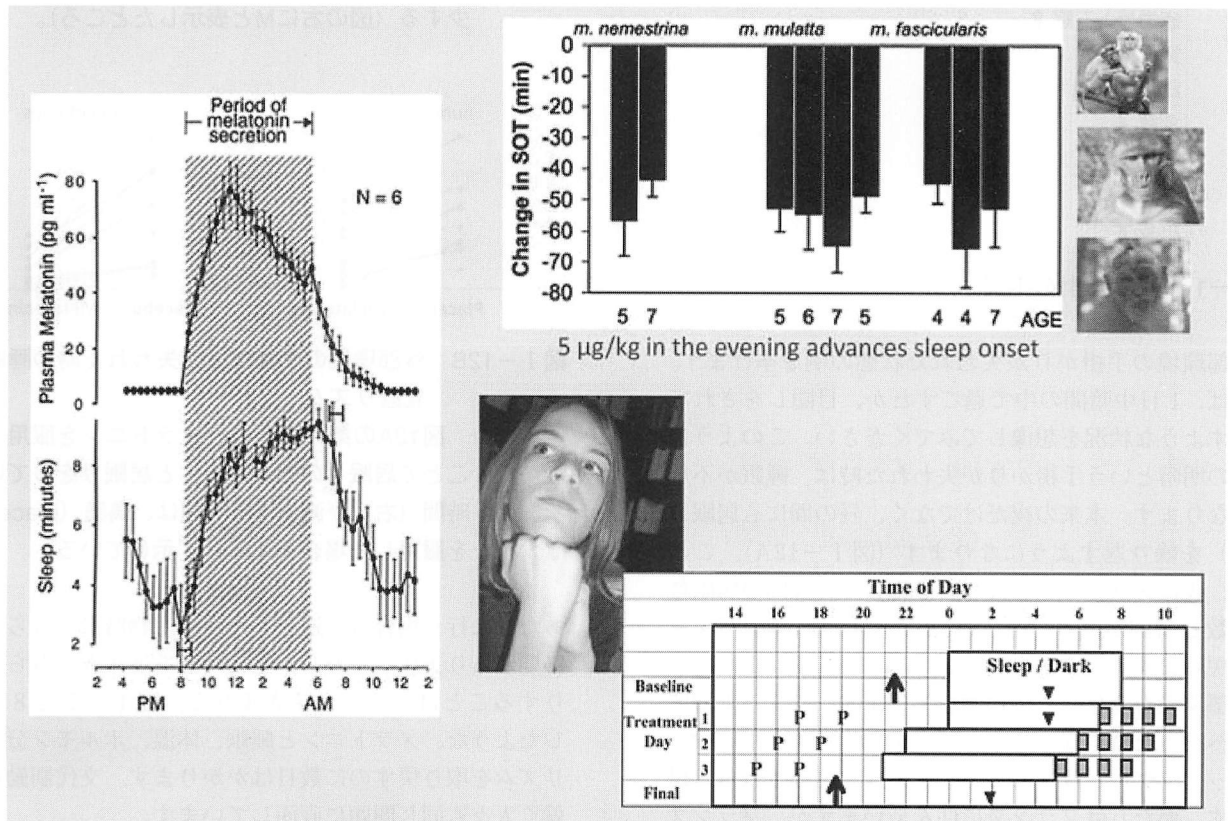 Period of
melatonin
secretion
N = 6
Plasma Melatonin (pg ml⁻¹)
80
60
40
20
0
Sleep (minutes)
8
6
4
2
2 4 6 8 10 12 2 4 6 8 10 12 2
PM AM
m. nemestrina m. mulatta m. fascicularis
Change in SOT (min)
0
-10
-20
-30
-40
-50
-60
-70
-80
5 7 5 6 7 5 4 4 7 AGE
5 µg/kg in the evening advances sleep onset
Time of Day
14 16 18 20 22 0 2 4 6 8 10
Sleep / Dark
Baseline
Treatment 1 P P
Day 2 P P
3 P P
Final